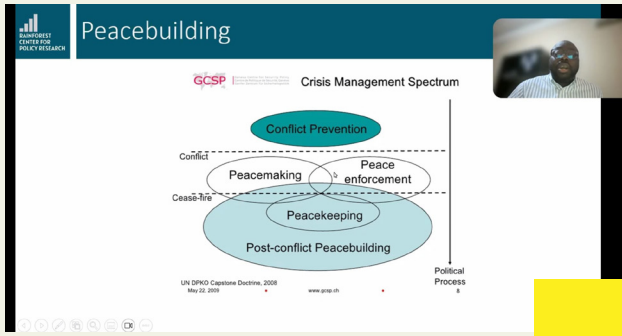 RAINFOREST
CENTER FOR
POLICY RESEARCH
Peacebuilding
GCSP
Crisis Management Spectrum
Conflict Prevention
Conflict
Peacemaking
Peace
enforcement
Cease-fire
Peacekeeping
Post-conflict Peacebuilding
Political
Process
UN DPKO Capstone Doctrine, 2008
May 22, 2009
www.gcsp.ch
8